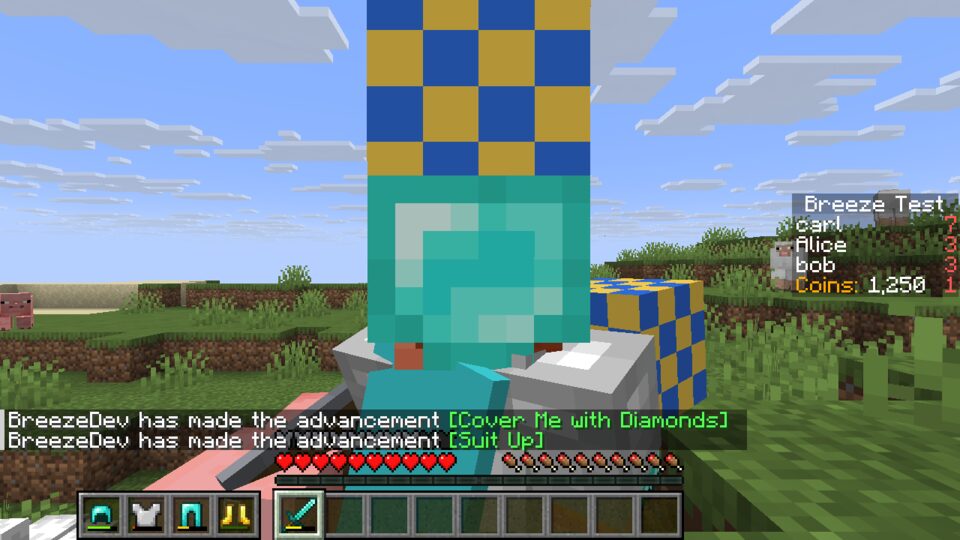 Breeze Test
carl 7
Alice 3
bob 3
Coins: 1,250 1
BreezeDev has made the advancement [Cover Me with Diamonds]
BreezeDev has made the advancement [Suit Up]